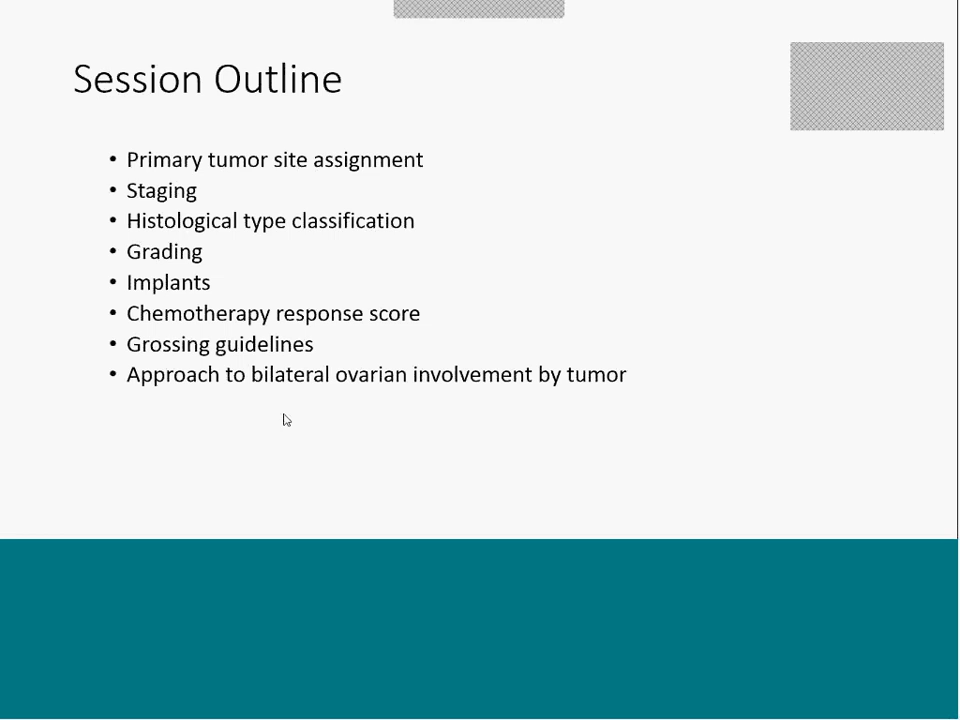 Session Outline
• Primary tumor site assignment
• Staging
• Histological type classification
• Grading
• Implants
• Chemotherapy response score
• Grossing guidelines
• Approach to bilateral ovarian involvement by tumor